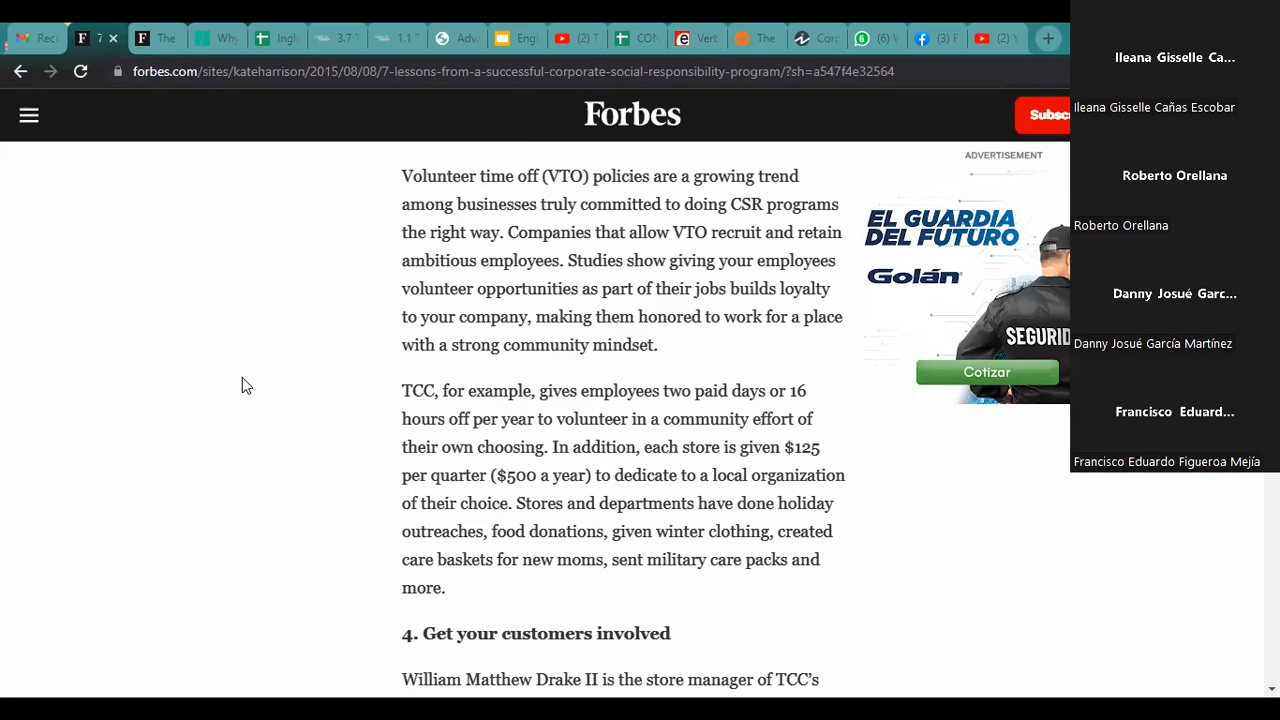 Rec
7
The
Why
Ingl
3.7 T
1.1 T
Adv
Engl
(2) T
CON
Verb
The
Corp
(6) V
(3) F
(2) Y
forbes.com/sites/kateharrison/2015/08/08/7-lessons-from-a-successful-corporate-social-responsibility-program/?sh=a547f4e32564
Forbes
Subsc
ADVERTISEMENT
EL GUARDIA
DEL FUTURO
Golán
SEGURID
Cotizar
Volunteer time off (VTO) policies are a growing trend
among businesses truly committed to doing CSR programs
the right way. Companies that allow VTO recruit and retain
ambitious employees. Studies show giving your employees
volunteer opportunities as part of their jobs builds loyalty
to your company, making them honored to work for a place
with a strong community mindset.
TCC, for example, gives employees two paid days or 16
hours off per year to volunteer in a community effort of
their own choosing. In addition, each store is given $125
per quarter ($500 a year) to dedicate to a local organization
of their choice. Stores and departments have done holiday
outreaches, food donations, given winter clothing, created
care baskets for new moms, sent military care packs and
more.
4. Get your customers involved
William Matthew Drake II is the store manager of TCC’s
Ileana Gisselle Ca...
Ileana Gisselle Cañas Escobar
Roberto Orellana
Roberto Orellana
Danny Josué Garc...
Danny Josué García Martínez
Francisco Eduard...
Francisco Eduardo Figueroa Mejía